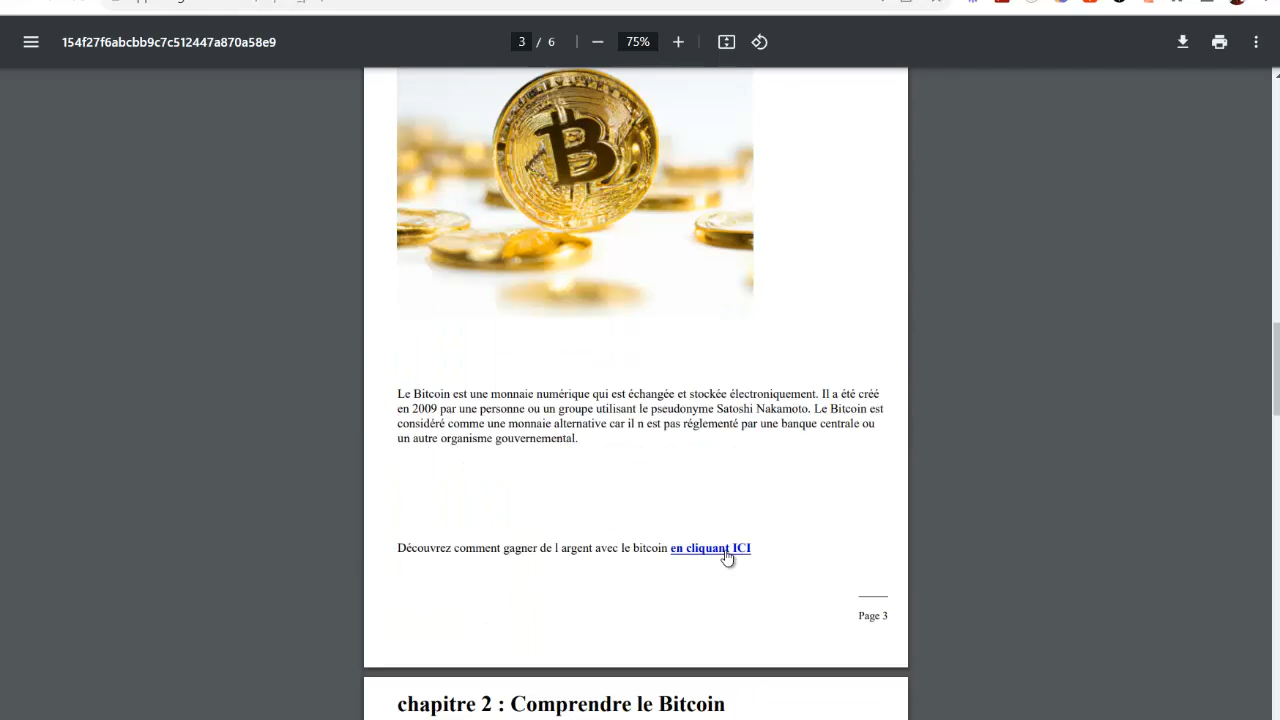 154f27f6abcbb9c7c512447a870a58e9
3 / 6
75%
Le Bitcoin est une monnaie numérique qui est échangée et stockée électroniquement. Il a été créé
en 2009 par une personne ou un groupe utilisant le pseudonyme Satoshi Nakamoto. Le Bitcoin est
considéré comme une monnaie alternative car il n est pas réglementé par une banque centrale ou
un autre organisme gouvernemental.
Découvrez comment gagner de l argent avec le bitcoin en cliquant ICI
Page 3
chapitre 2 : Comprendre le Bitcoin